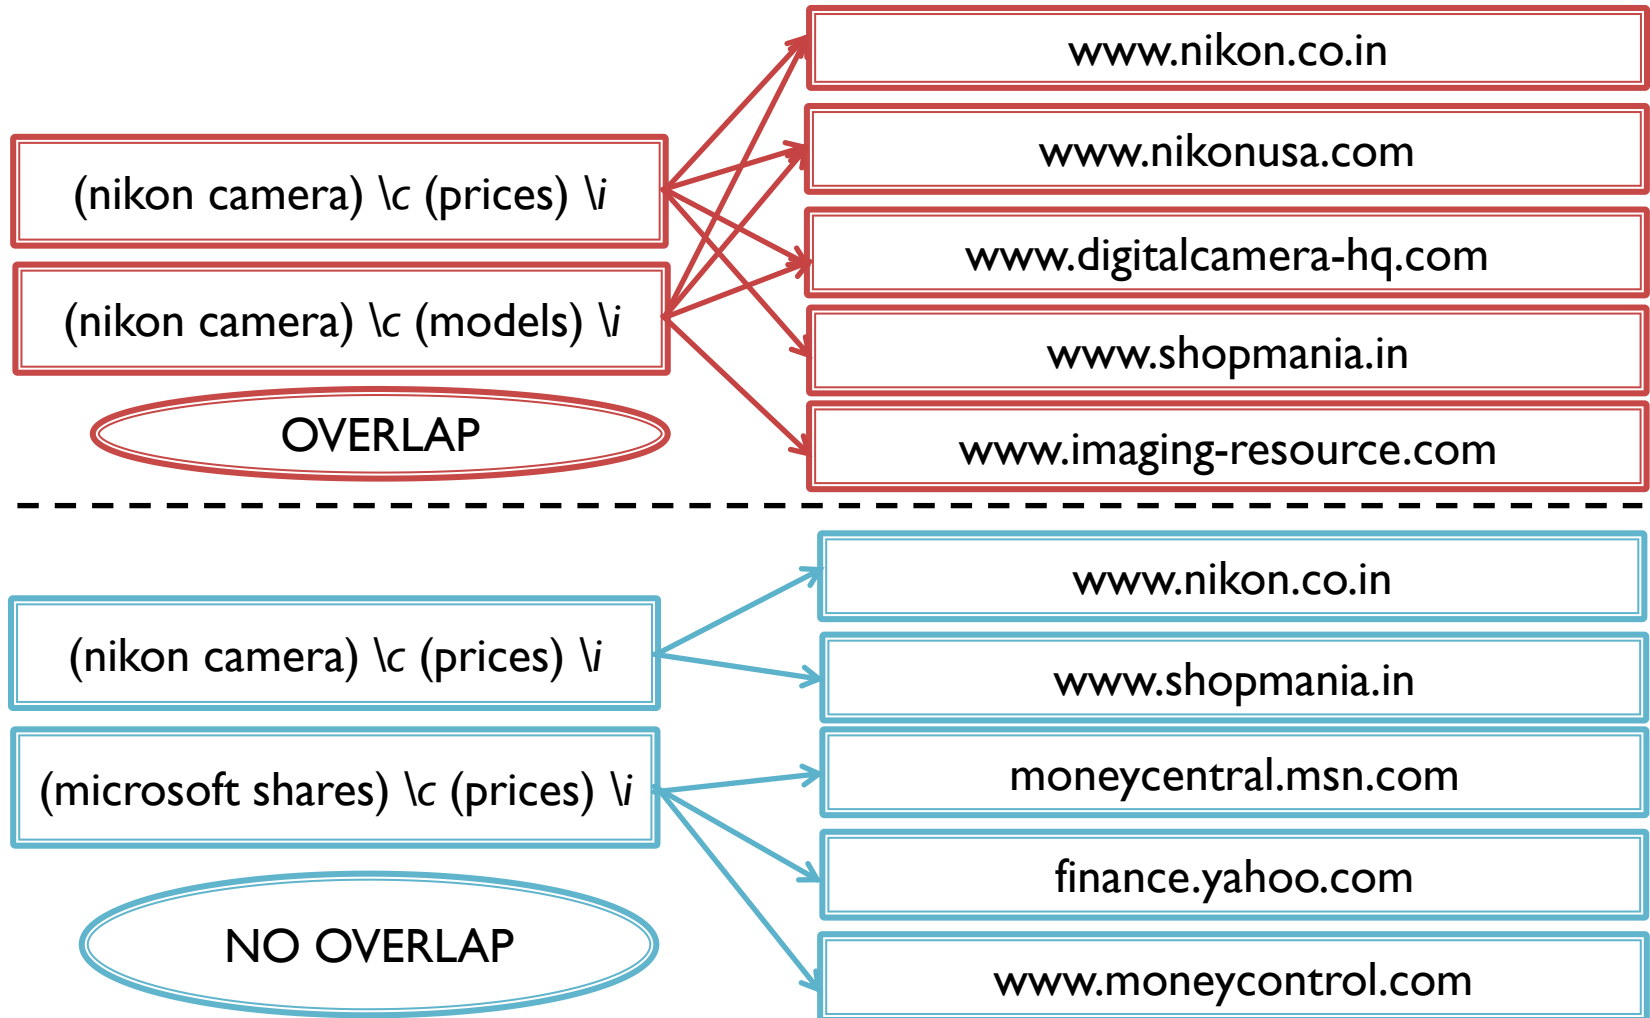 www.nikon.co.in
www.nikonusa.com
(nikon camera) \c (prices) \i
www.digitalcamera-hq.com
(nikon camera) \c (models) \i
www.shopmania.in
OVERLAP
www.imaging-resource.com
www.nikon.co.in
(nikon camera) \c (prices) \i
www.shopmania.in
(microsoft shares) \c (prices) \i
moneycentral.msn.com
finance.yahoo.com
NO OVERLAP
www.moneycontrol.com